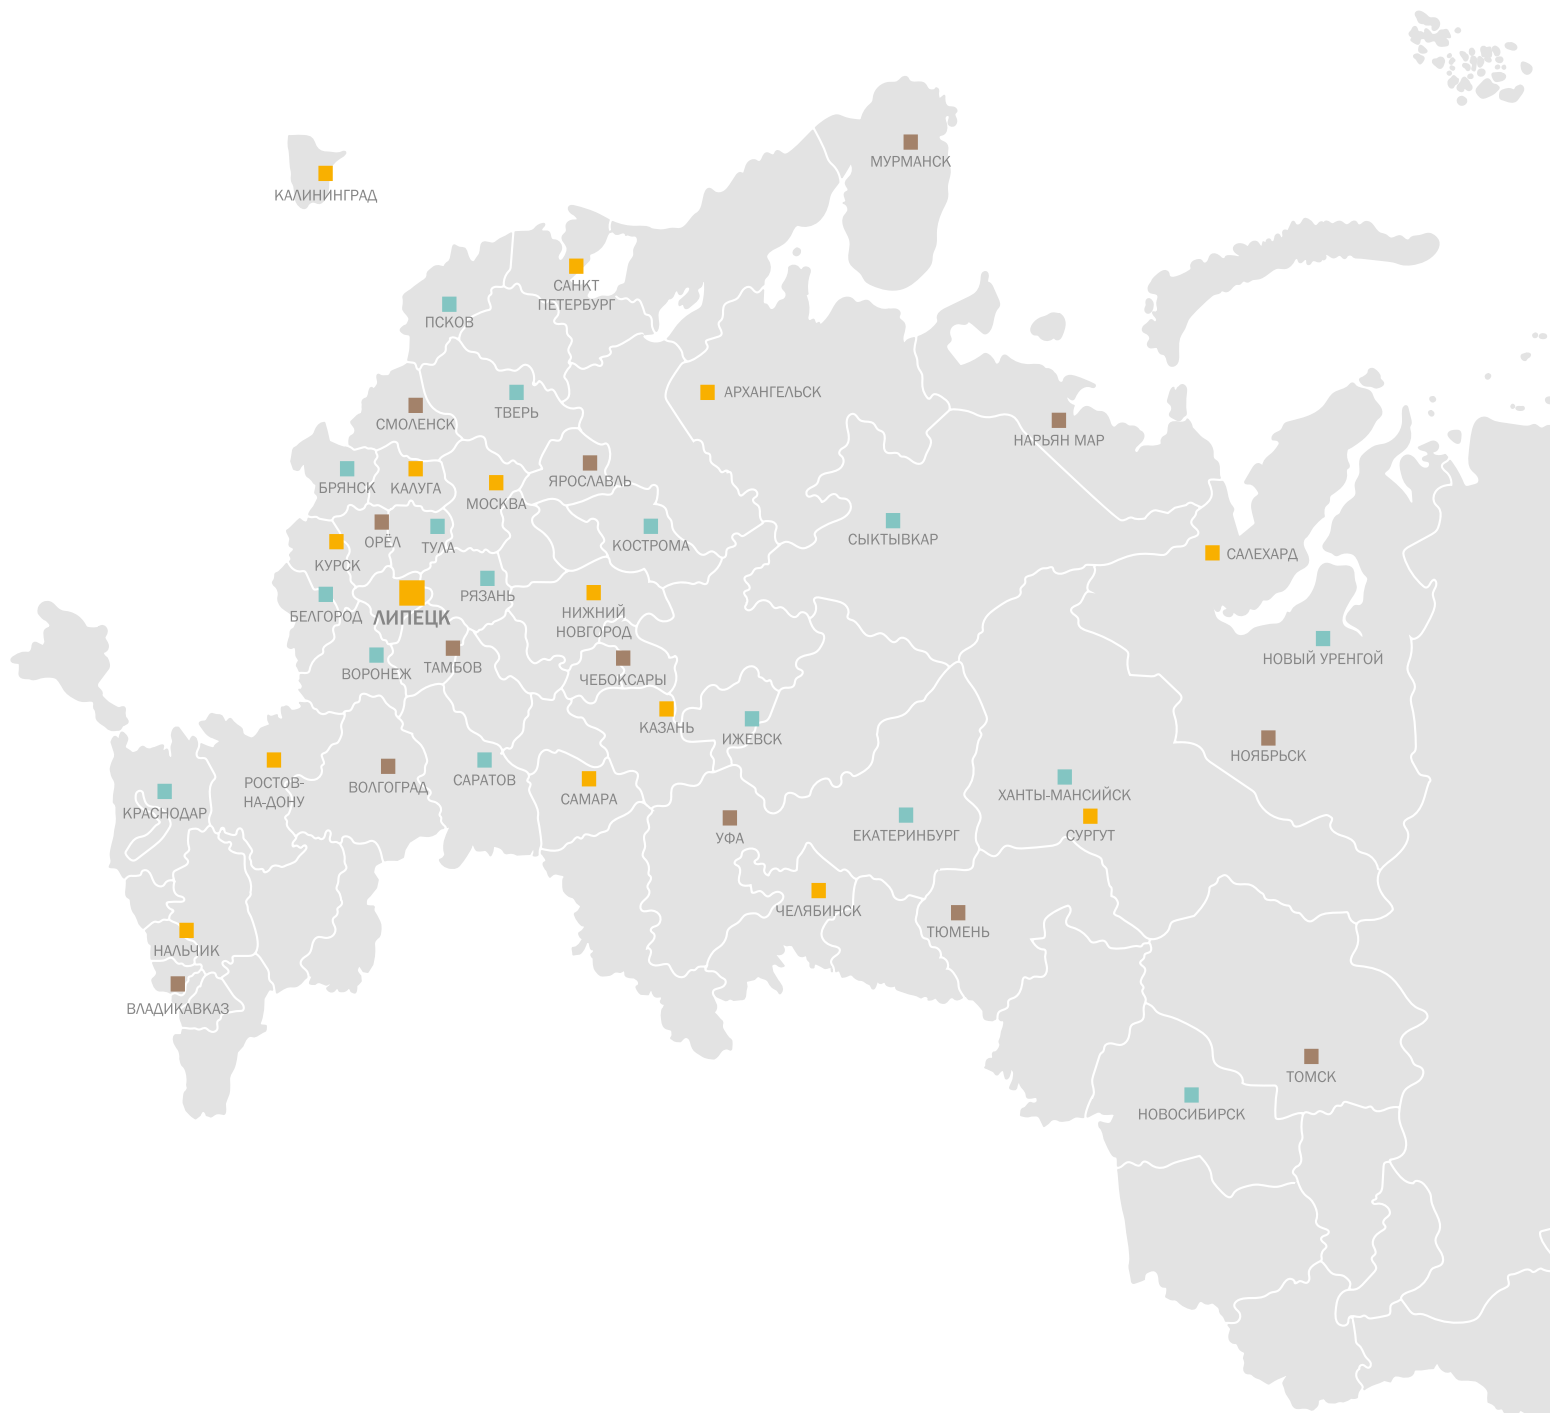 МУРМАНСК
КАЛИНИНГРАД
САНКТ
ПЕТЕРБУРГ
ПСКОВ
АРХАНГЕЛЬСК
ТВЕРЬ
СМОЛЕНСК
НАРЬЯН МАР
ЯРОСЛАВЛЬ
БРЯНСК
КАЛУГА
МОСКВА
ОРЁЛ
ТУЛА
КОСТРОМА
СЫКТЫВКАР
САЛЕХАРД
КУРСК
РЯЗАНЬ
БЕЛГОРОД
ЛИПЕЦК
НИЖНИЙ
НОВГОРОД
НОВЫЙ УРЕНГОЙ
ВОРОНЕЖ
ТАМБОВ
ЧЕБОКСАРЫ
КАЗАНЬ
ИЖЕВСК
НОЯБРЬСК
РОСТОВ-
НА-ДОНУ
ВОЛГОГРАД
САРАТОВ
САМАРА
ХАНТЫ-МАНСИЙСК
КРАСНОДАР
УФА
ЕКАТЕРИНБУРГ
СУРГУТ
ЧЕЛЯБИНСК
ТЮМЕНЬ
НАЛЬЧИК
ВЛАДИКАВКАЗ
ТОМСК
НОВОСИБИРСК